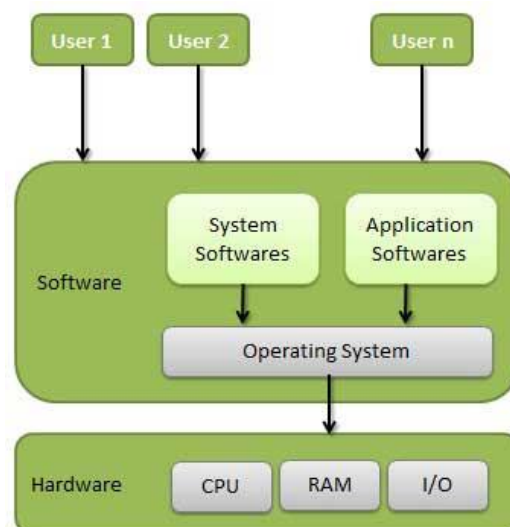 User 1
User 2
User n
System
Softwares
Application
Softwares
Software
Operating System
Hardware
CPU
RAM
I/O